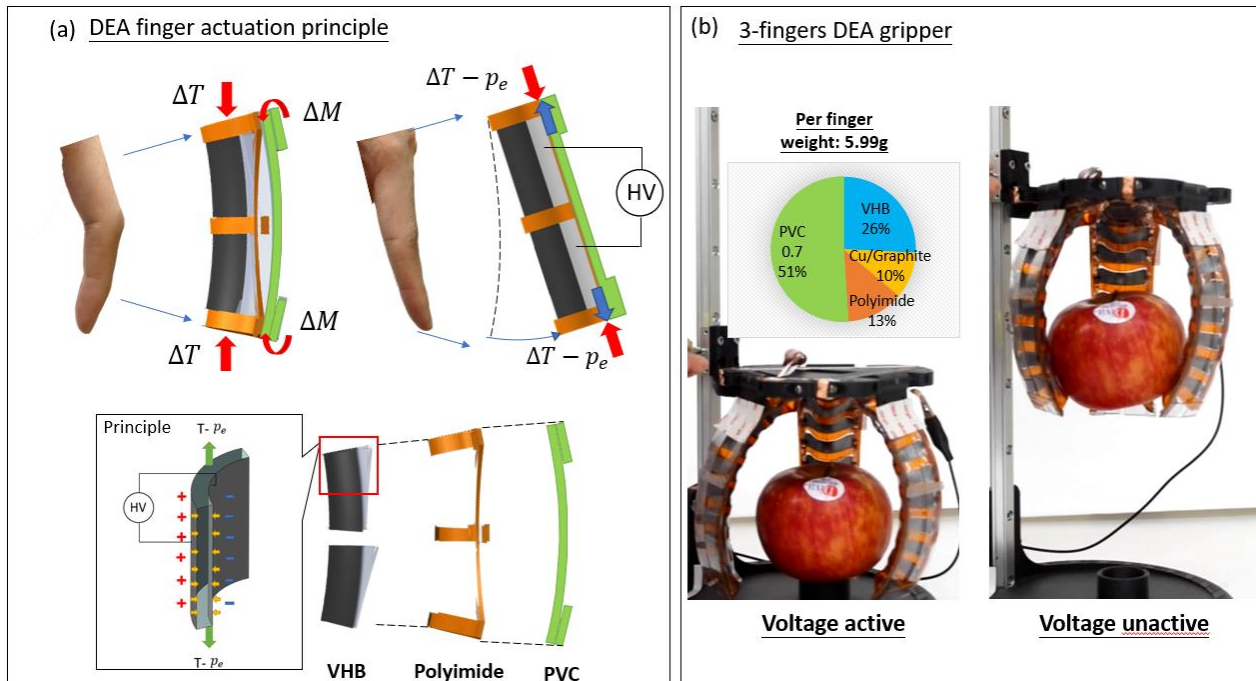 (a) DEA finger actuation principle
ΔT
ΔM
ΔT − pₑ
HV
ΔM
ΔT
ΔT − pₑ
Principle
T- pₑ
HV
+ + + + + +
− − − − − −
T- pₑ
VHB
Polyimide
PVC
(b) 3-fingers DEA gripper
Per finger
weight: 5.99g
VHB
26%
PVC
0.7
51%
Cu/Graphite
10%
Polyimide
13%
Voltage active
Voltage unactive